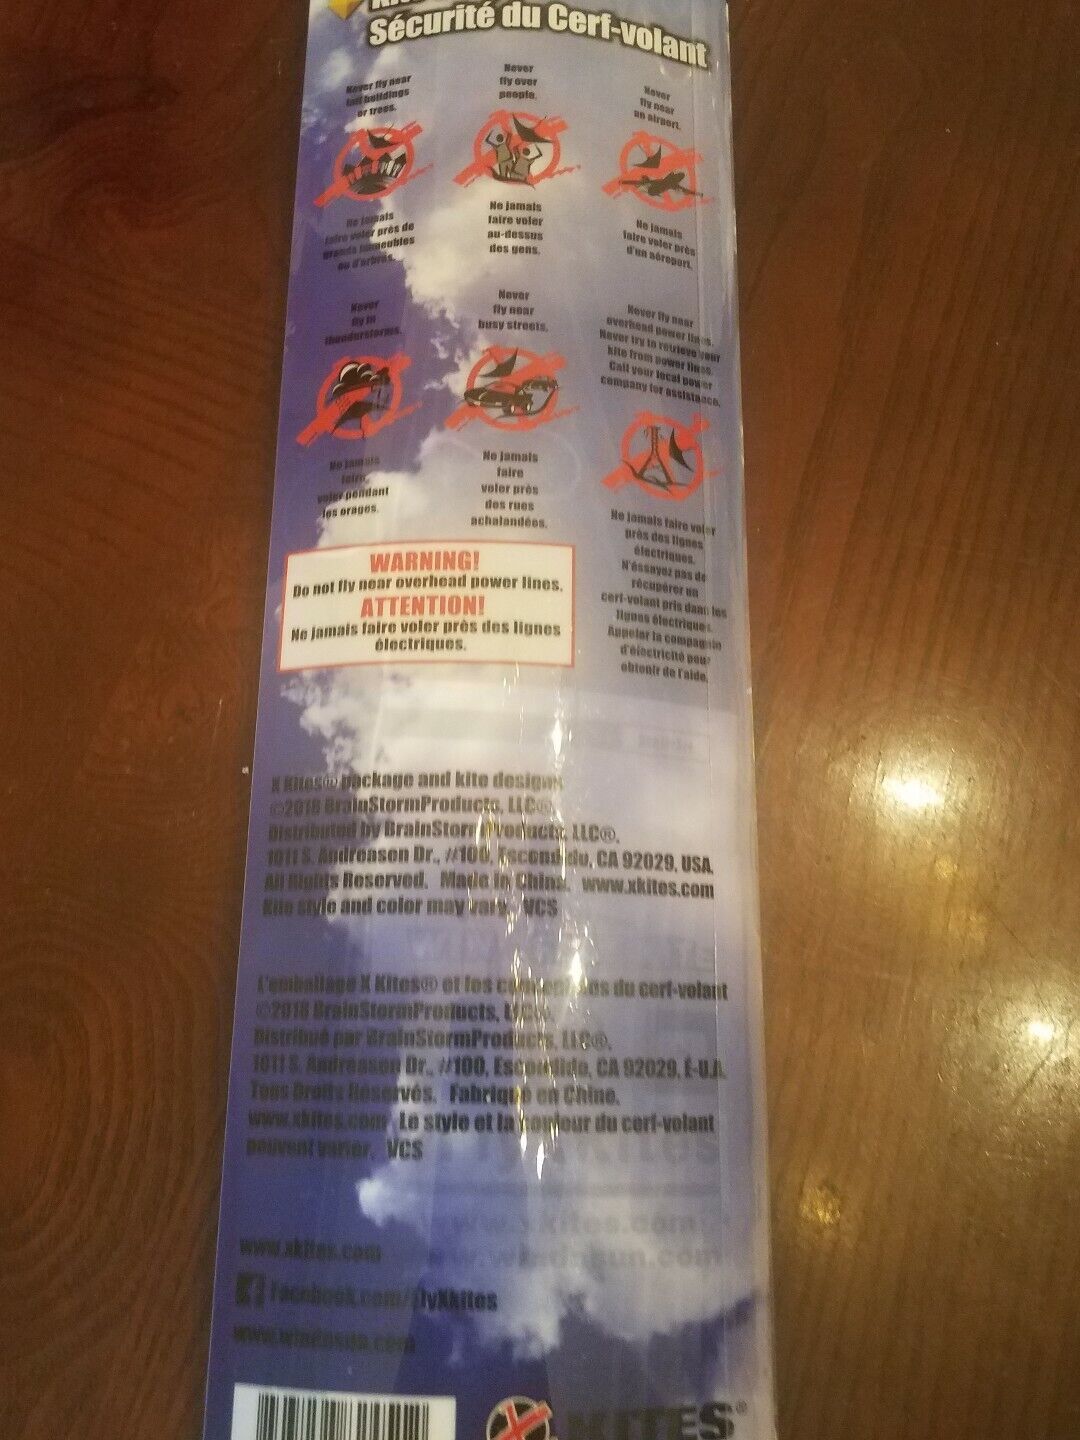 Sécurité du Cerf-volant
Never fly near
tall buildings
or trees.
Never
fly over
people.
Never
fly near
an airport.
Ne jamais
faire voler près de
grands immeubles
ou d'arbres.
Ne jamais
faire voler
au-dessus
des gens.
Ne jamais
faire voler près
d'un aéroport.
Never
fly in
thunderstorms.
Never
fly near
busy streets.
Never fly near
overhead power lines.
Never try to retrieve your
kite from power lines.
Call your local power
company for assistance.
Ne jamais
faire
voler pendant
les orages.
Ne jamais
faire
voler près
des rues
achalandées.
Ne jamais faire voler
près des lignes
électriques.
N'éssayez pas de
récupérer un
cerf-volant pris dans les
lignes électriques.
Appeler la compagnie
d'électricité pour
obtenir de l'aide.
WARNING!
Do not fly near overhead power lines.
ATTENTION!
Ne jamais faire voler près des lignes
électriques.
X Kites® package and kite designs
©2018 BrainStormProducts, LLC®.
Distributed by BrainStormProducts, LLC®.
1011 S. Andreasen Dr., #100, Escondido, CA 92029, USA.
All Rights Reserved. Made in China. www.xkites.com
Kite style and color may vary. VCS
L'emballage X Kites® et les du cerf-volant
©2018 BrainStormProducts, LLC®.
Distribué par BrainStormProducts, LLC®.
1011 S. Andreasen Dr., #100, Escondido, CA 92029, É-U.A.
Tous Droits Réservés. Fabriqué en Chine.
www.xkites.com Le style et la couleur du cerf-volant
peuvent varier. VCS
www.xkites.com
www.windnsun.com
www.xkites.com
facebook.com/flyXkites
www.windnsun.com
X KITES®